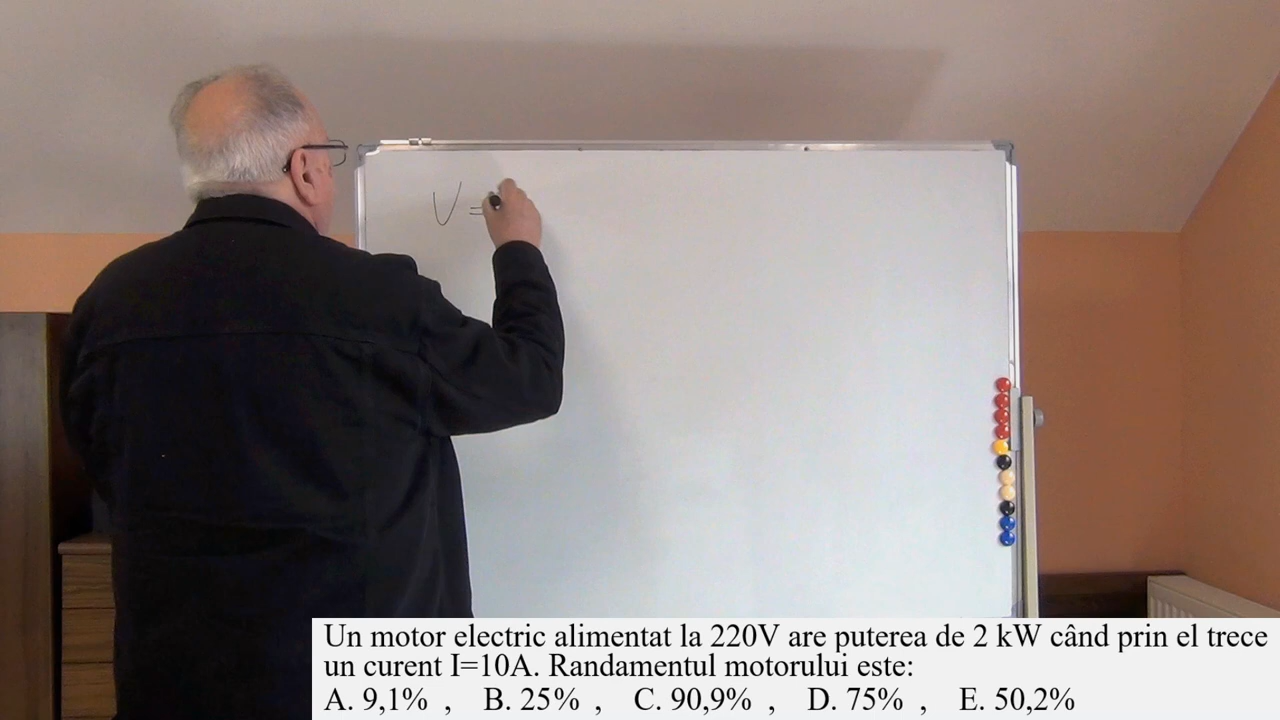 U =
Un motor electric alimentat la 220V are puterea de 2 kW când prin el trece
un curent I=10A. Randamentul motorului este:
A. 9,1% , B. 25% , C. 90,9% , D. 75% , E. 50,2%